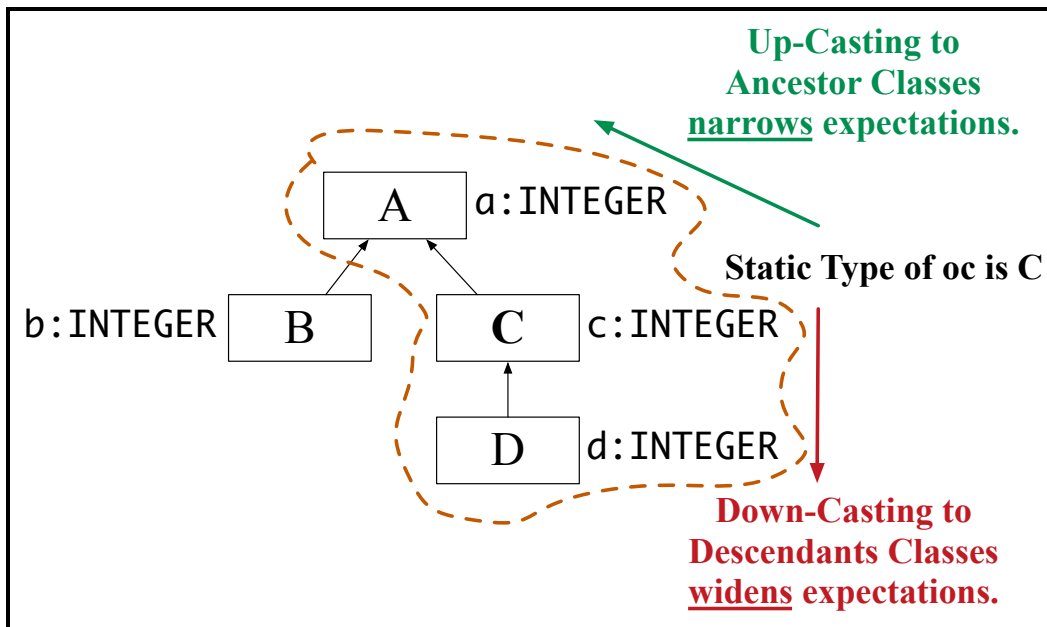 Up-Casting to
Ancestor Classes
narrows expectations.
A
a:INTEGER
Static Type of oc is C
b:INTEGER
B
C
c:INTEGER
D
d:INTEGER
Down-Casting to
Descendants Classes
widens expectations.